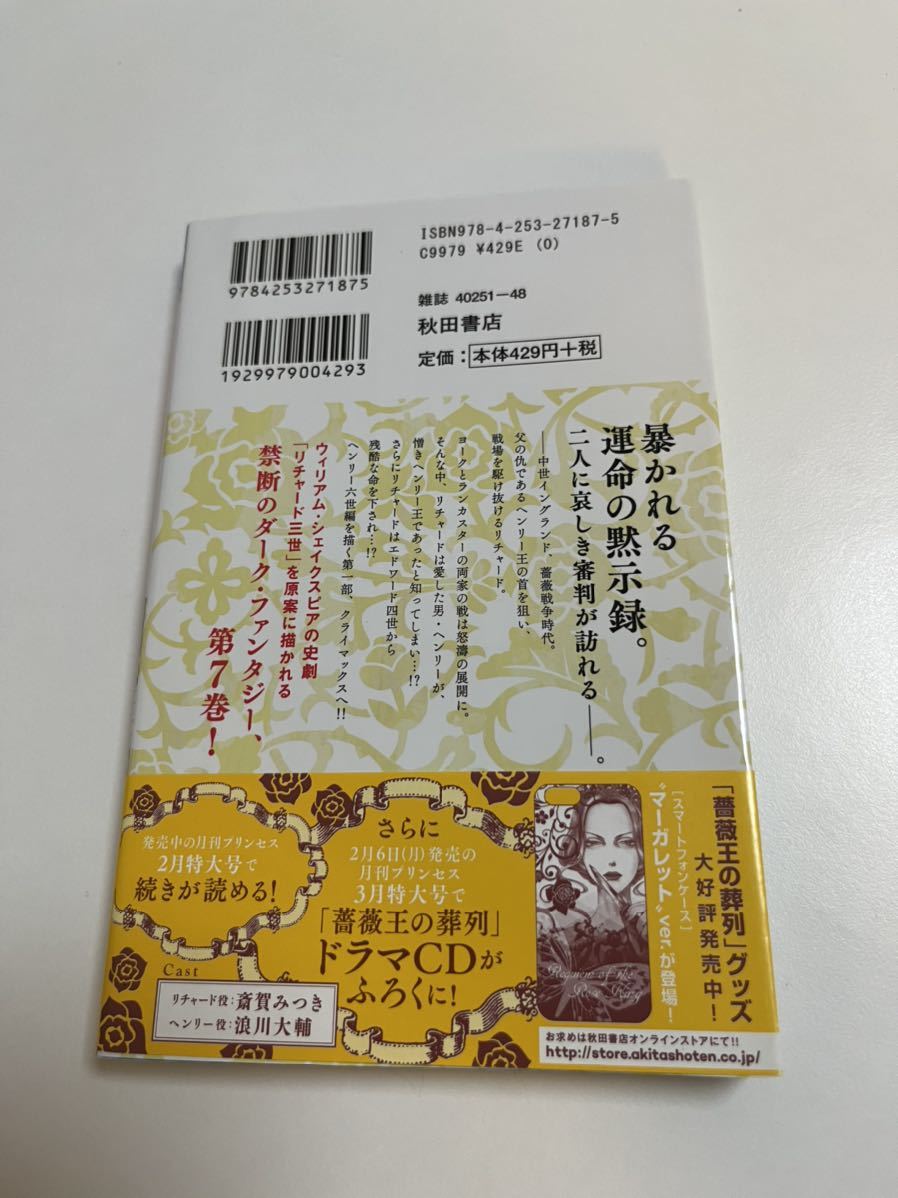 ISBN978-4-253-27187-5
C9979 ¥429E (0)
9784253271875
雑誌 40251-48
秋田書店
1929979004293
定価：本体429円+税
暴かれる
運命の黙示録。
二人に哀しき審判が訪れる――。
――中世イングランド、薔薇戦争時代。
父の仇であるヘンリー王の首を狙い、
戦場を駆け抜けるリチャード。
ヨークとランカスターの両家の戦は怒濤の展開に。
そんな中、リチャードは愛した男・ヘンリーが、
憎きヘンリー王であったと知ってしまい…!?
さらにリチャードはエドワード四世から
残酷な命を下され…!?
ヘンリー六世編を描く第一部、クライマックスへ!!
ウィリアム・シェイクスピアの史劇
「リチャード三世」を原案に描かれる
禁断のダーク・ファンタジー、
第7巻！
「薔薇王の葬列」グッズ
大好評発売中！
［スマートフォンケース］
“マーガレット”ver.が登場！
Requiem of the
Rose King
お求めは秋田書店オンラインストアにて!!
http://store.akitashoten.co.jp/
さらに
2月6日(月)発売の
月刊プリンセス
3月特大号で
「薔薇王の葬列」
ドラマCDが
ふろくに！
発売中の月刊プリンセス
2月特大号で
続きが読める！
Cast
リチャード役：斎賀みつき
ヘンリー役：浪川大輔